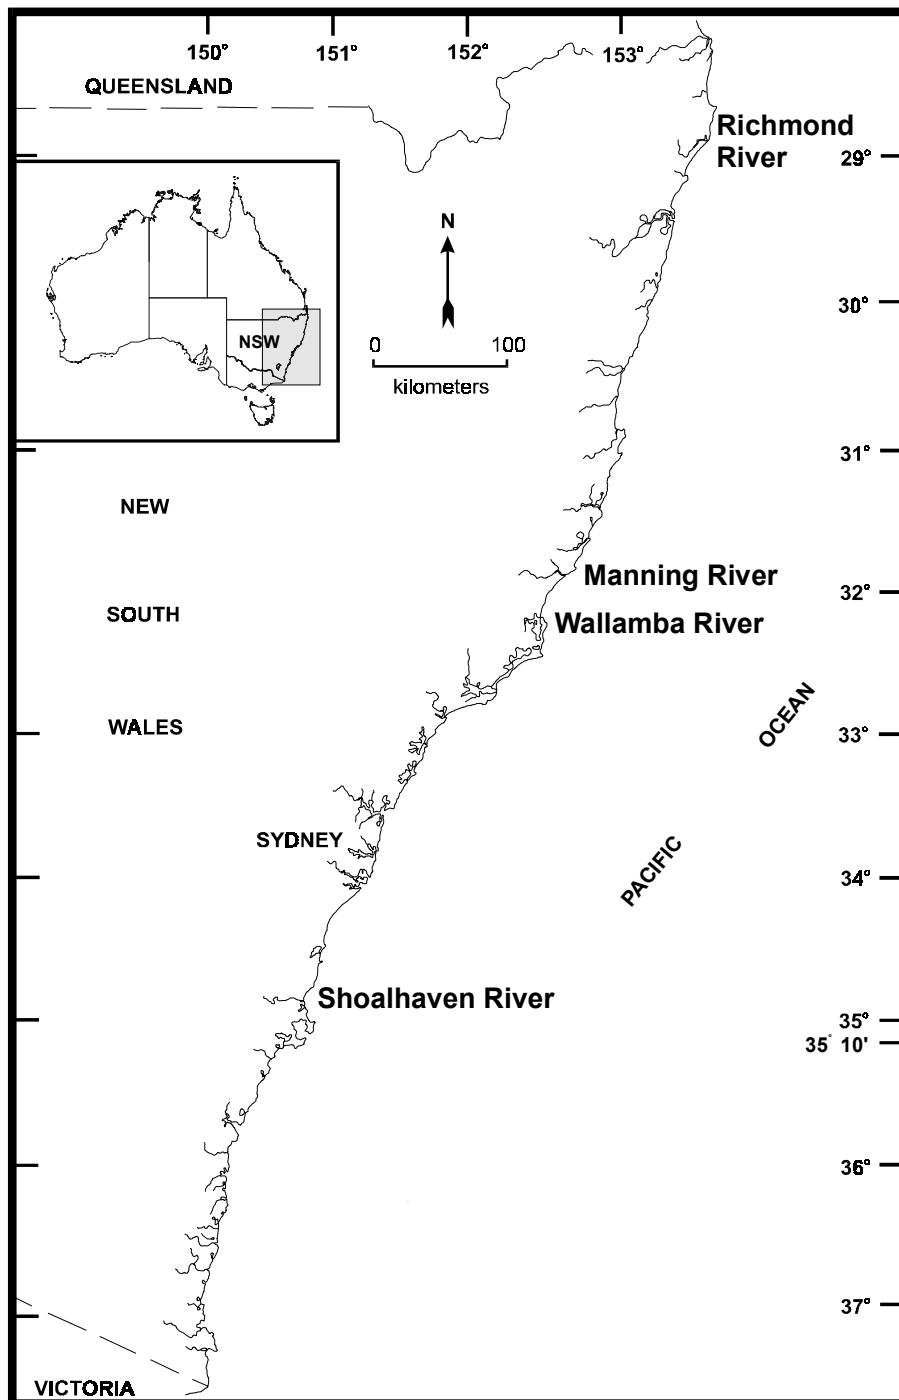 150° 151° 152° 153°
QUEENSLAND
Richmond
River
29°
N
30°
NSW
0 100
kilometers
31°
NEW
Manning River
32°
SOUTH
Wallamba River
OCEAN
WALES
33°
SYDNEY
PACIFIC
34°
Shoalhaven River
35°
35° 10'
36°
37°
VICTORIA